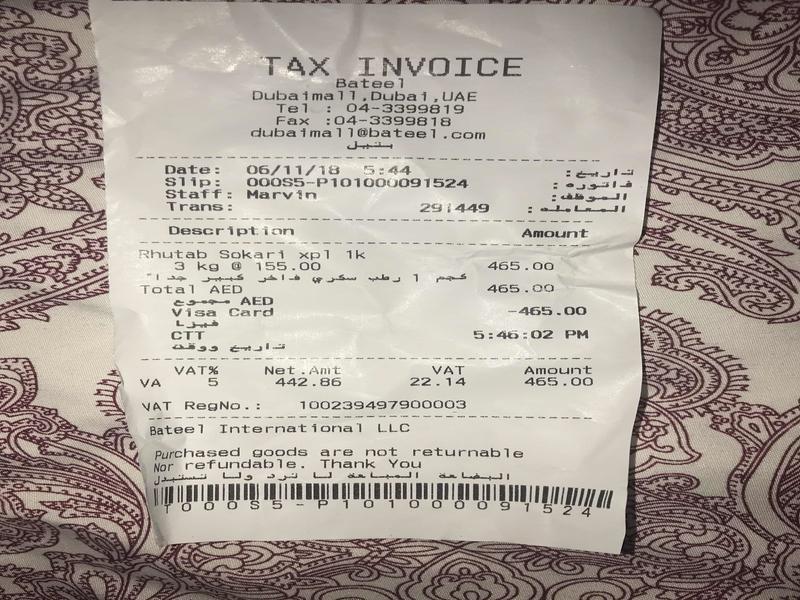 TAX INVOICE
Bateel
Dubaimall,Dubai,UAE
Tel : 04-3399819
Fax :04-3399818
dubaimall@bateel.com
بتيل
Date: 06/11/18 5:44 تاريخ:
Slip: 000S5-P101000091524 فاتوره :
Staff: Marvin الموظف:
Trans: 291449 المعامله :
Description Amount
Rhutab Sokari xpl 1k
3 kg @ 155.00 465.00
كجم 1 رطب سكري فاخر كبير جدا"
Total AED 465.00
مجموع AED
Visa Card -465.00
فيزا
CTT 5:46:02 PM
تاريخ ووقت
VAT% Net.Amt VAT Amount
VA 5 442.86 22.14 465.00
VAT RegNo.: 100239497900003
Bateel International LLC
Purchased goods are not returnable
Nor refundable. Thank You
البضاعة المباعة لا ترد ولا تستبدل
T000S5-P101000091524